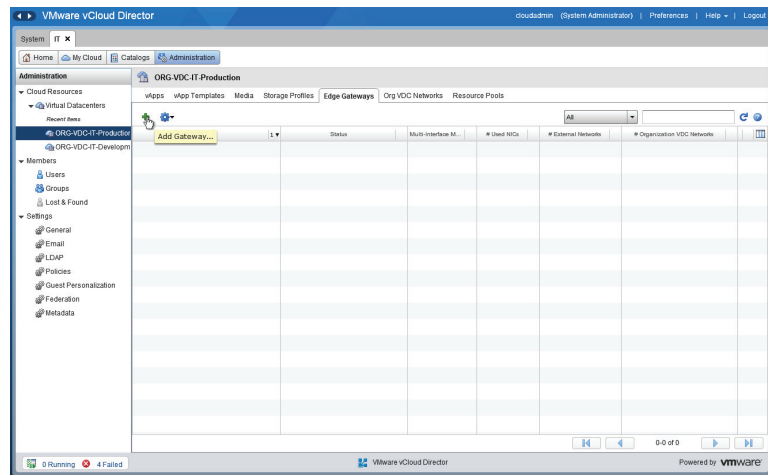 VMware vCloud Director
cloudadmin (System Administrator) | Preferences | Help | Logout
System IT
Home My Cloud Catalogs Administration
Administration
ORG-VDC-IT-Production
Cloud Resources
Virtual Datacenters
Recent Items
ORG-VDC-IT-Production
ORG-VDC-IT-Developm
Members
Users
Groups
Lost & Found
Settings
General
Email
LDAP
Policies
Guest Personalization
Federation
Metadata
vApps vApp Templates Media Storage Profiles Edge Gateways Org VDC Networks Resource Pools
All
Add Gateway...
1 Status Multi-Interface M... # Used NICs # External Networks # Organization VDC Networks
0-0 of 0
0 Running 4 Failed
VMware vCloud Director
Powered by vmware